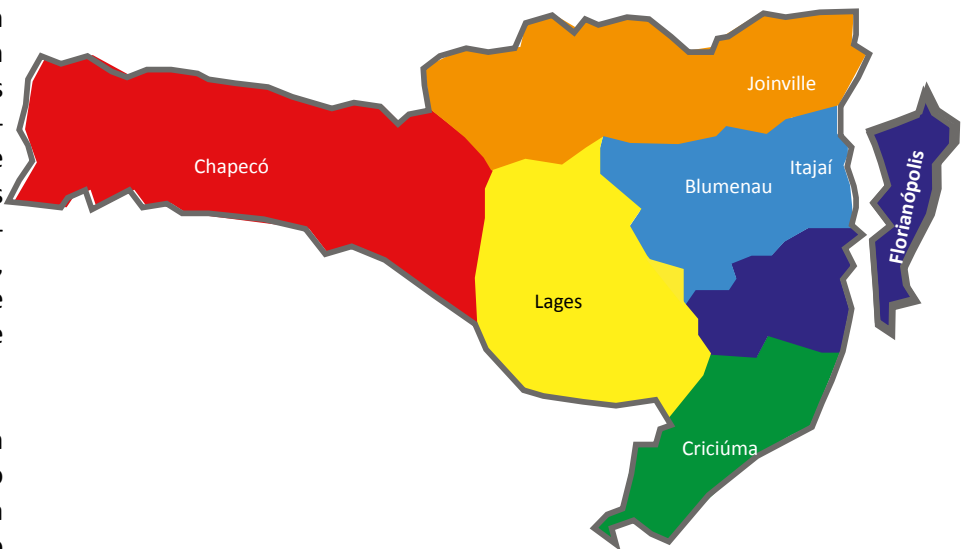 Joinville
Chapecó
Itajaí
Blumenau
Florianópolis
Lages
Criciúma